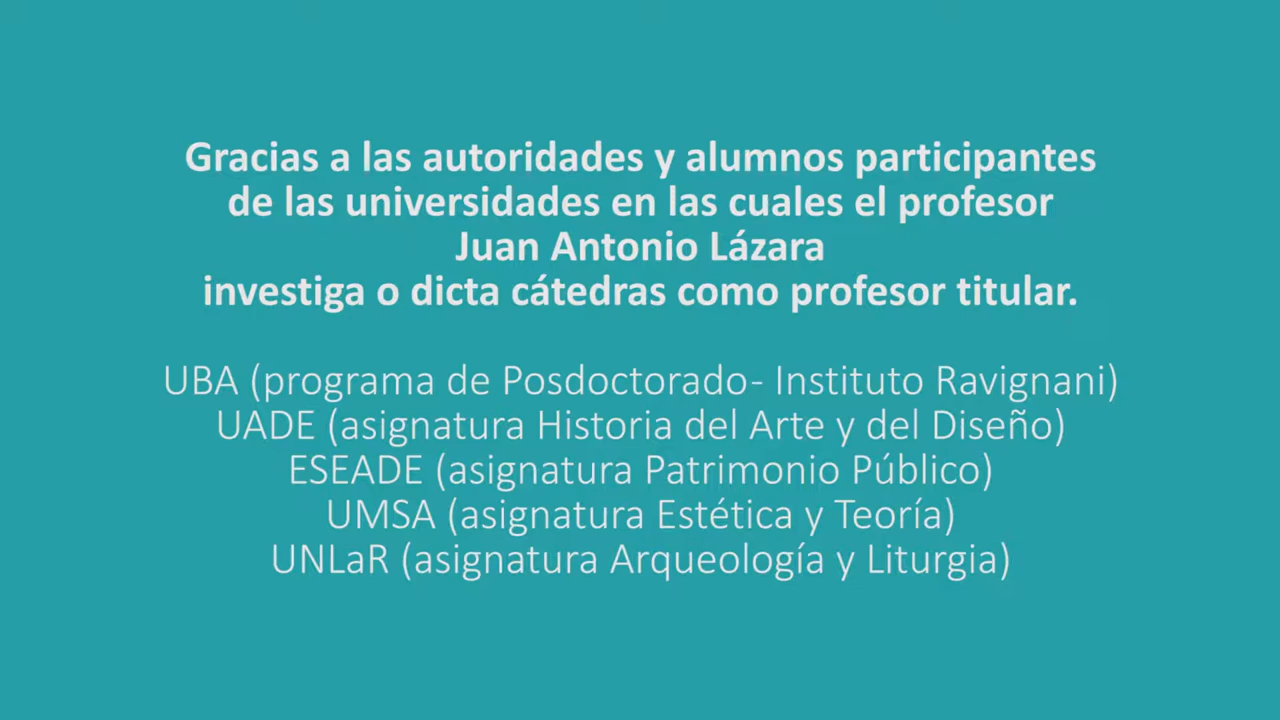 Gracias a las autoridades y alumnos participantes
de las universidades en las cuales el profesor
Juan Antonio Lázara
investiga o dicta cátedras como profesor titular.
UBA (programa de Posdoctorado- Instituto Ravignani)
UADE (asignatura Historia del Arte y del Diseño)
ESEADE (asignatura Patrimonio Público)
UMSA (asignatura Estética y Teoría)
UNLaR (asignatura Arqueología y Liturgia)